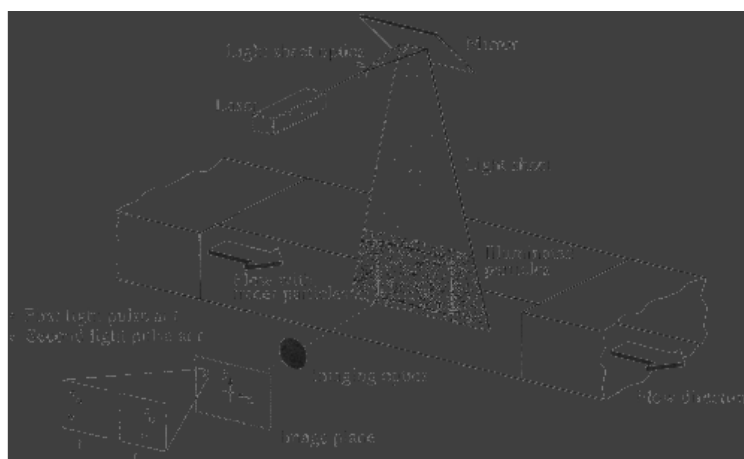 Mirror
Light sheet optics
Laser
Light sheet
Illuminated
particles
Flow with
tracer particles
First light pulse at t
Second light pulse at t'
Imaging optics
Flow direction
Image plane